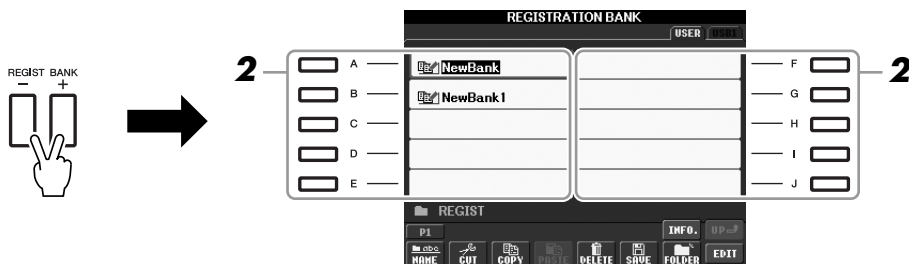 REGISTRATION BANK
USER USB1
REGIST BANK
− +
2
A
B
C
D
E
NewBank
NewBank1
F
G
H
I
J
2
REGIST
P1
INFO. UP
abc
NAME CUT COPY PASTE DELETE SAVE FOLDER EDIT